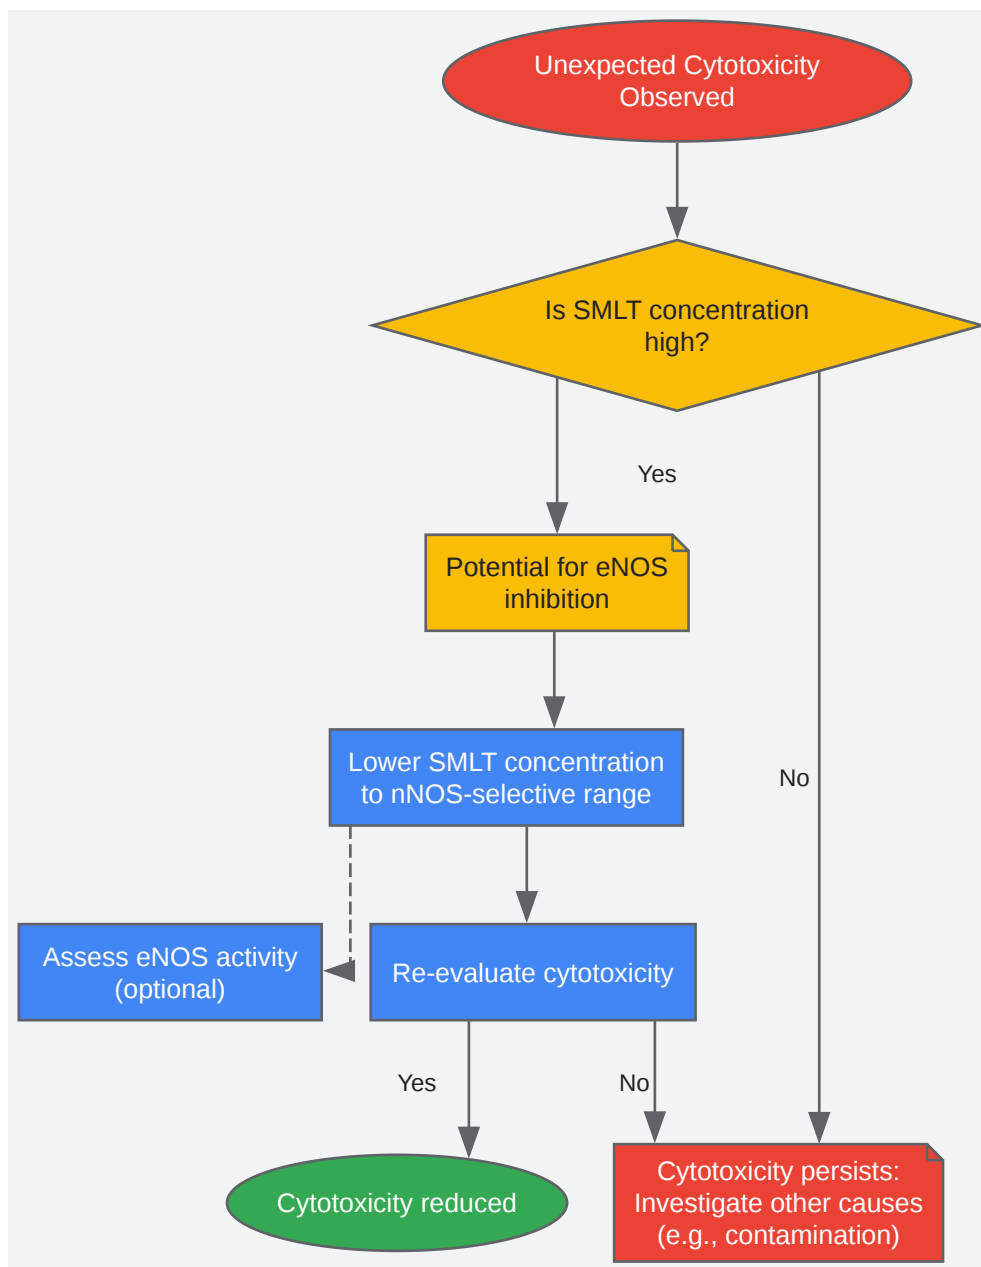 Unexpected Cytotoxicity
Observed
Is SMLT concentration
high?
Yes
Potential for eNOS
inhibition
Lower SMLT concentration
to nNOS-selective range
No
Assess eNOS activity
(optional)
Re-evaluate cytotoxicity
Yes
No
Cytotoxicity reduced
Cytotoxicity persists:
Investigate other causes
(e.g., contamination)